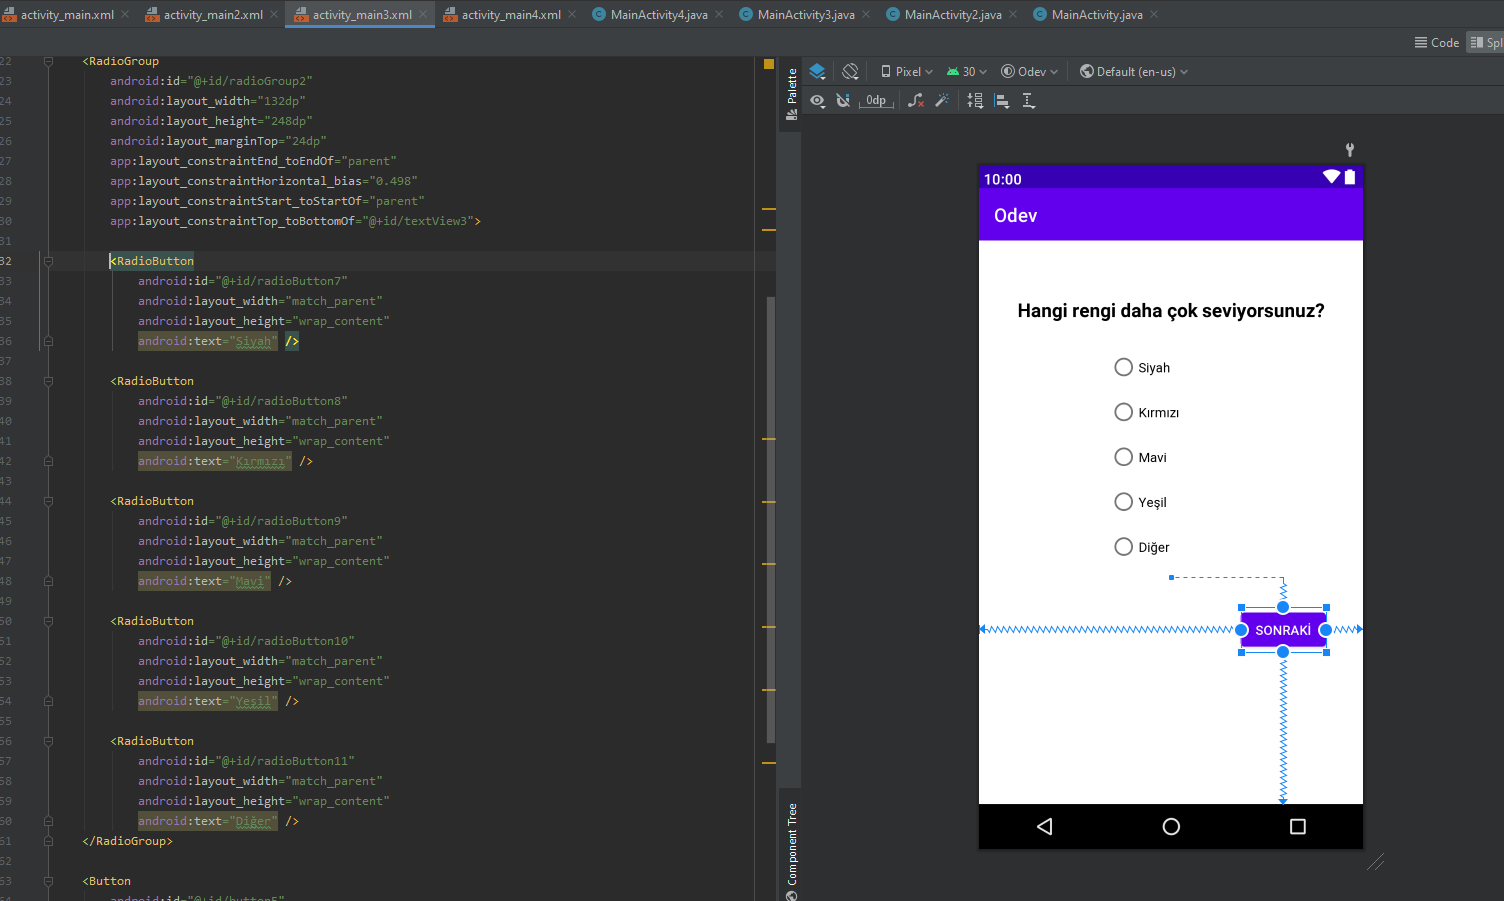 activity_main.xml activity_main2.xml activity_main3.xml activity_main4.xml MainActivity4.java MainActivity3.java MainActivity2.java MainActivity.java
Code Spl
22 <RadioGroup
23 android:id="@+id/radioGroup2"
24 android:layout_width="132dp"
25 android:layout_height="248dp"
26 android:layout_marginTop="24dp"
27 app:layout_constraintEnd_toEndOf="parent"
28 app:layout_constraintHorizontal_bias="0.498"
29 app:layout_constraintStart_toStartOf="parent"
30 app:layout_constraintTop_toBottomOf="@+id/textView3">
31
32 <RadioButton
33 android:id="@+id/radioButton7"
34 android:layout_width="match_parent"
35 android:layout_height="wrap_content"
36 android:text="Siyah" />
37
38 <RadioButton
39 android:id="@+id/radioButton8"
40 android:layout_width="match_parent"
41 android:layout_height="wrap_content"
42 android:text="Kırmızı" />
43
44 <RadioButton
45 android:id="@+id/radioButton9"
46 android:layout_width="match_parent"
47 android:layout_height="wrap_content"
48 android:text="Mavi" />
49
50 <RadioButton
51 android:id="@+id/radioButton10"
52 android:layout_width="match_parent"
53 android:layout_height="wrap_content"
54 android:text="Yeşil" />
55
56 <RadioButton
57 android:id="@+id/radioButton11"
58 android:layout_width="match_parent"
59 android:layout_height="wrap_content"
60 android:text="Diğer" />
61 </RadioGroup>
62
63 <Button
64 android:id="@+id/button5"
Palette
Component Tree
Pixel 30 Odev Default (en-us)
0dp
10:00
Odev
Hangi rengi daha çok seviyorsunuz?
Siyah
Kırmızı
Mavi
Yeşil
Diğer
SONRAKİ